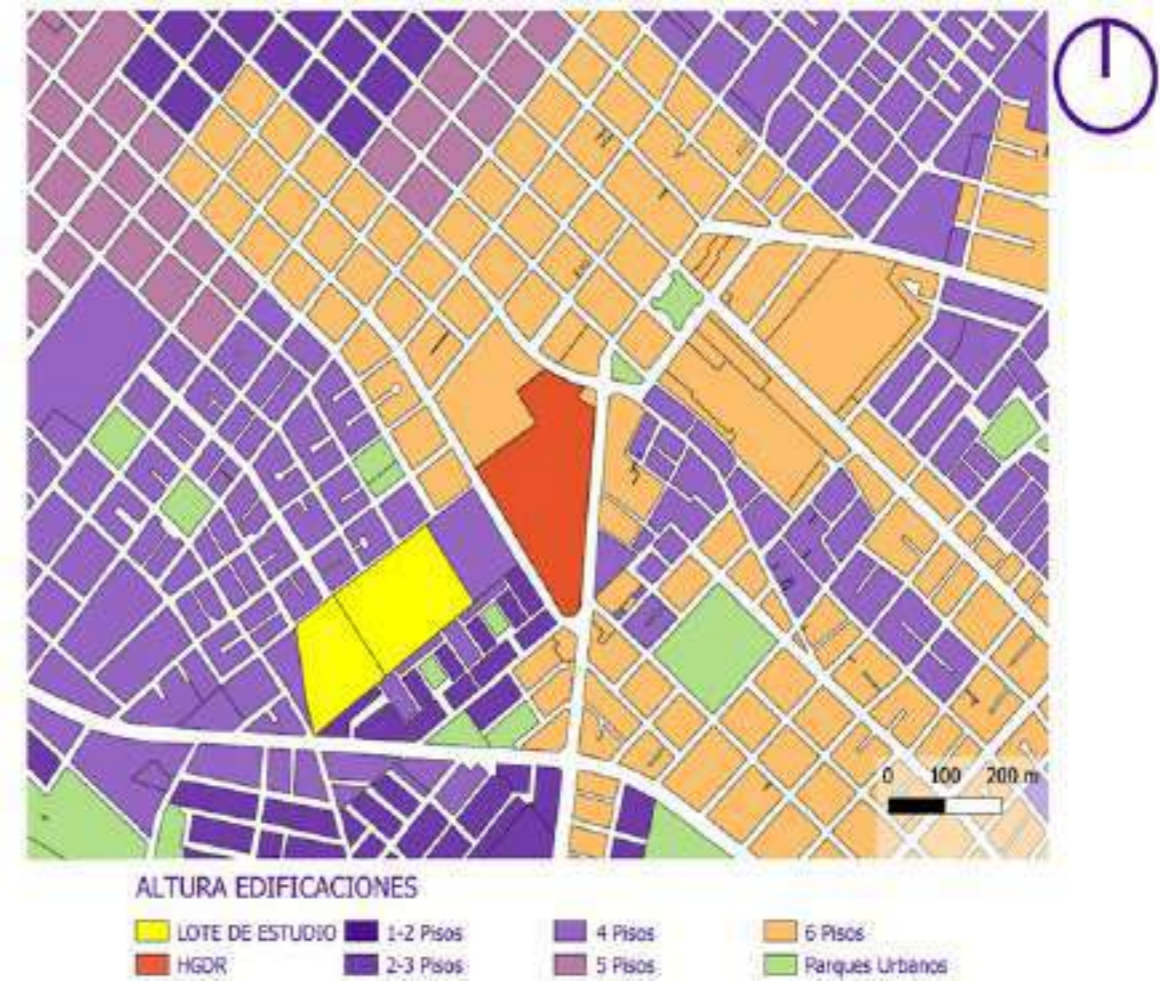 0 100 200 m
ALTURA EDIFICACIONES
LOTE DE ESTUDIO 1-2 Pisos 4 Pisos 6 Pisos
HGDR 2-3 Pisos 5 Pisos Parques Urbanos